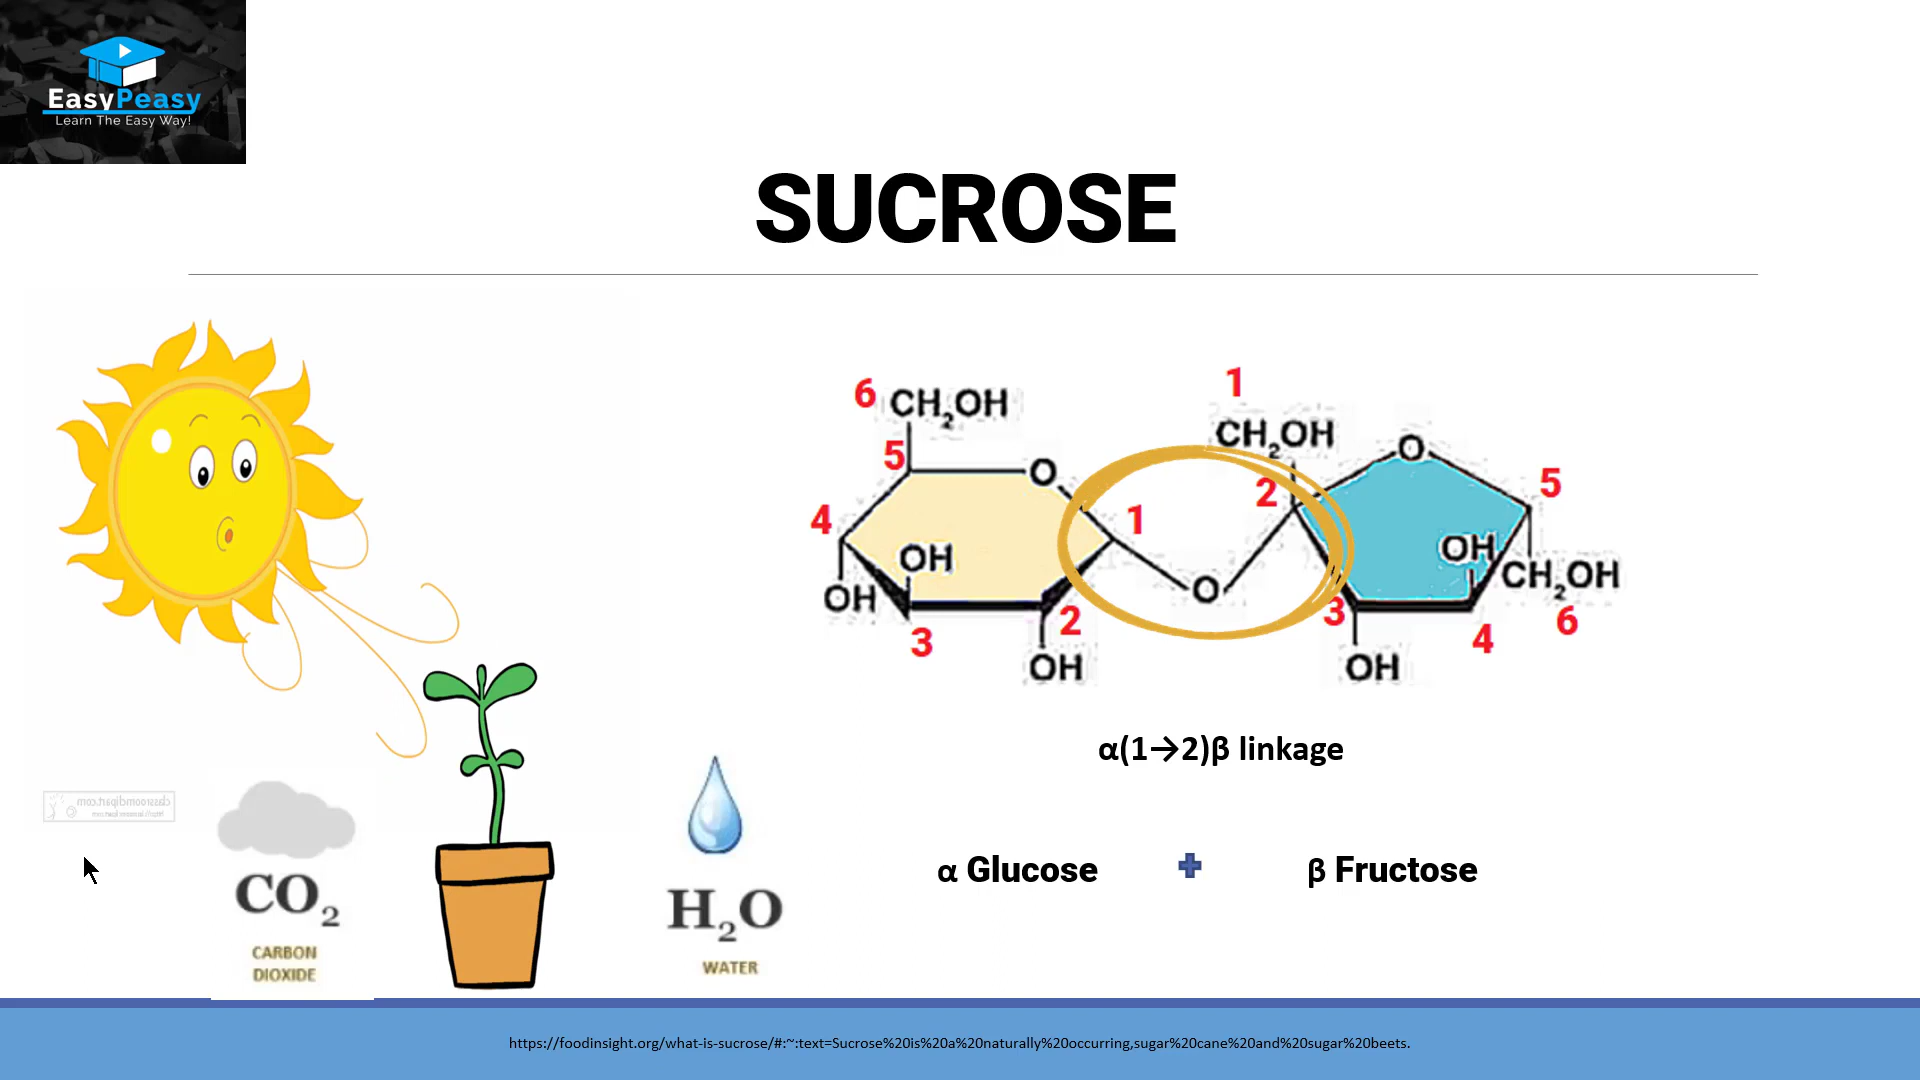 EasyPeasy
Learn The Easy Way!
SUCROSE
6 CH₂OH
5
O
4
1
OH
OH
3
2
OH
O
1
CH₂OH
2
O
5
OH
CH₂OH
3
4
6
OH
α(1→2)β linkage
α Glucose + β Fructose
CO₂
CARBON
DIOXIDE
H₂O
WATER
https://foodinsight.org/what-is-sucrose/#:~:text=Sucrose%20is%20a%20naturally%20occurring,sugar%20cane%20and%20sugar%20beets.